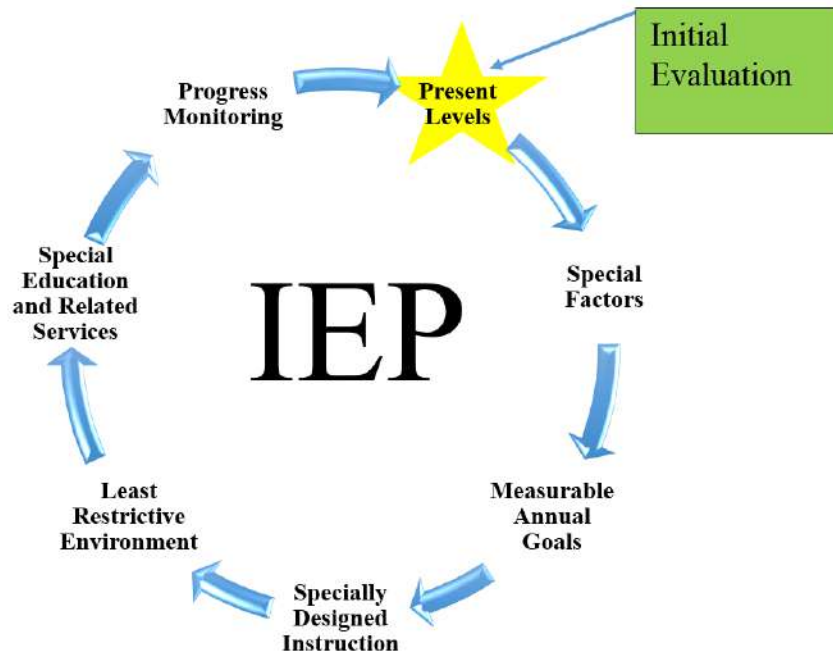 Initial
Evaluation
Present
Levels
Special
Factors
Measurable
Annual
Goals
Specially
Designed
Instruction
Least
Restrictive
Environment
Special
Education
and Related
Services
Progress
Monitoring
IEP